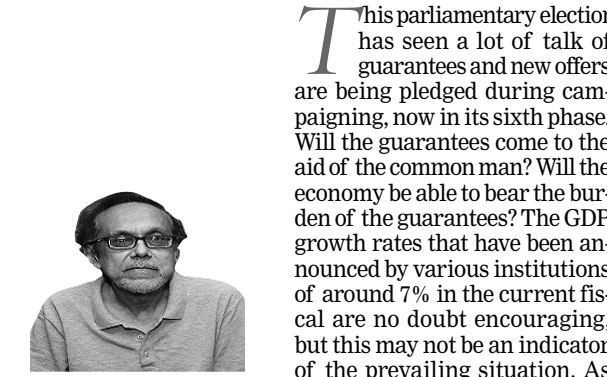 This parliamentary election
has seen a lot of talk of
guarantees and new offers
are being pledged during cam-
paigning, now in its sixth phase.
Will the guarantees come to the
aid of the common man? Will the
economy be able to bear the bur-
den of the guarantees? The GDP
growth rates that have been an-
nounced by various institutions
of around 7% in the current fis-
cal are no doubt encouraging,
but this may not be an indicator
of the prevailing situation. As